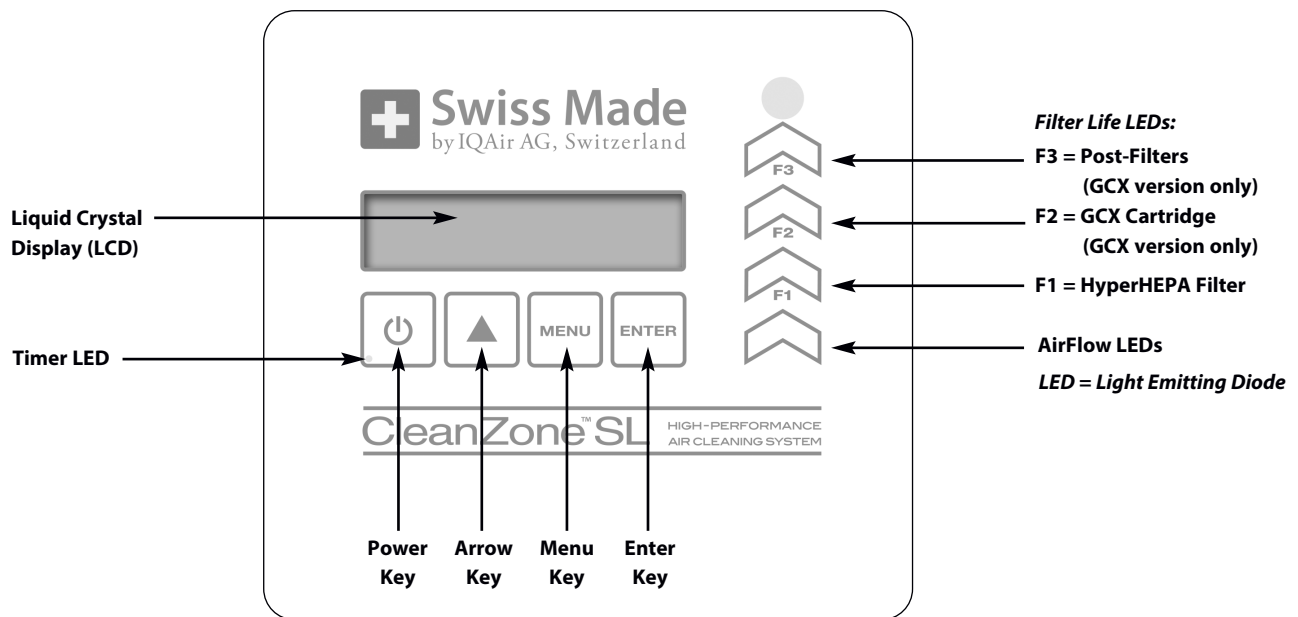 Swiss Made
by IQAir AG, Switzerland
Liquid Crystal
Display (LCD)
Timer LED
MENU
ENTER
CleanZone™ SL
HIGH-PERFORMANCE
AIR CLEANING SYSTEM
Power
Key
Arrow
Key
Menu
Key
Enter
Key
F3
F2
F1
Filter Life LEDs:
F3 = Post-Filters
(GCX version only)
F2 = GCX Cartridge
(GCX version only)
F1 = HyperHEPA Filter
AirFlow LEDs
LED = Light Emitting Diode